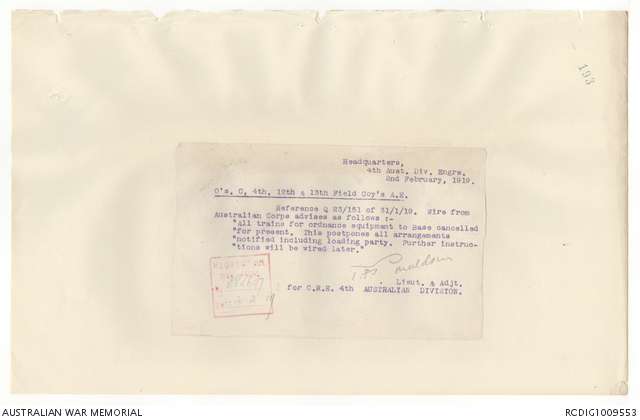 193
Headquarters,
4th Aust. Div. Engrs.
2nd February, 1919.
O's. C, 4th, 12th & 13th Field Coy's A.E.
Reference Q 23/151 of 31/1/19. Wire from
Australian Corps advises as follows :-
"All trains for ordnance equipment to Base cancelled
"for present. This postpones all arrangements
"notified including loading party. Further instruc-
"tions will be wired later."
Lieut. & Adjt.
for C.R.E. 4th AUSTRALIAN DIVISION.
AUSTRALIAN WAR MEMORIAL
RCDIG1009553